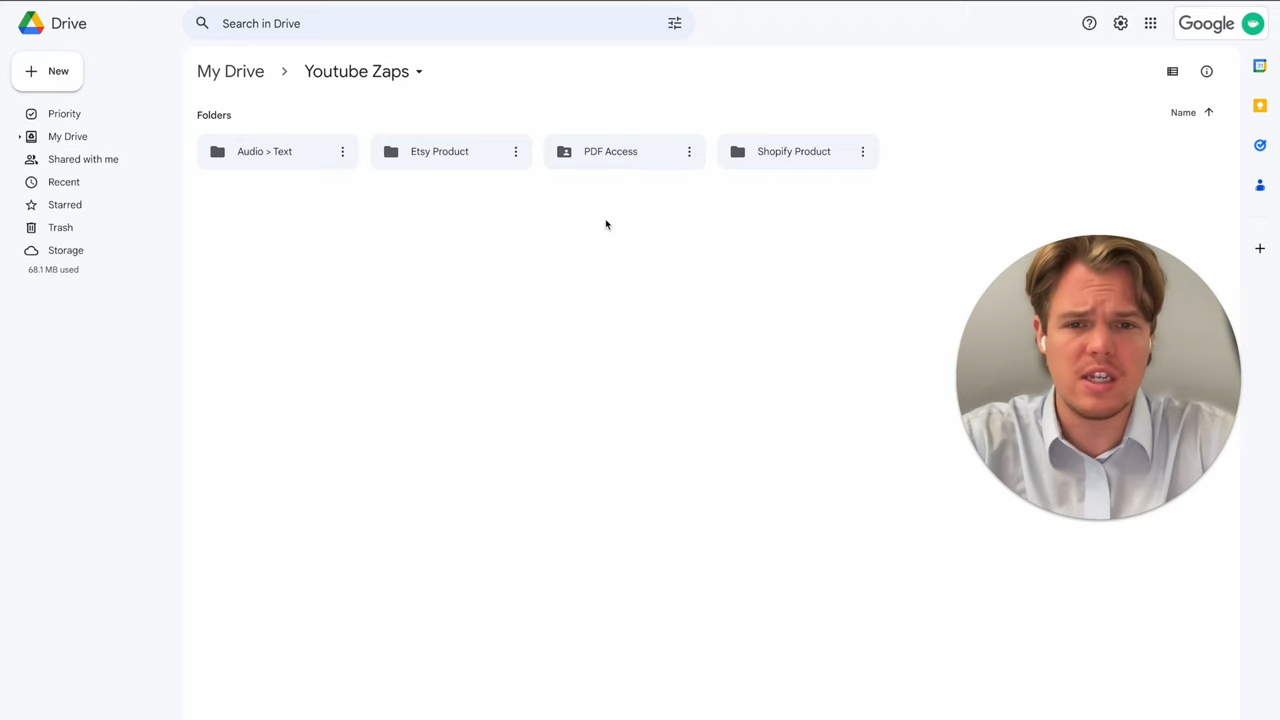 Drive
Search in Drive
Google
New
My Drive
Youtube Zaps
Priority
My Drive
Shared with me
Recent
Starred
Trash
Storage
68.1 MB used
Folders
Name
Audio > Text
Etsy Product
PDF Access
Shopify Product